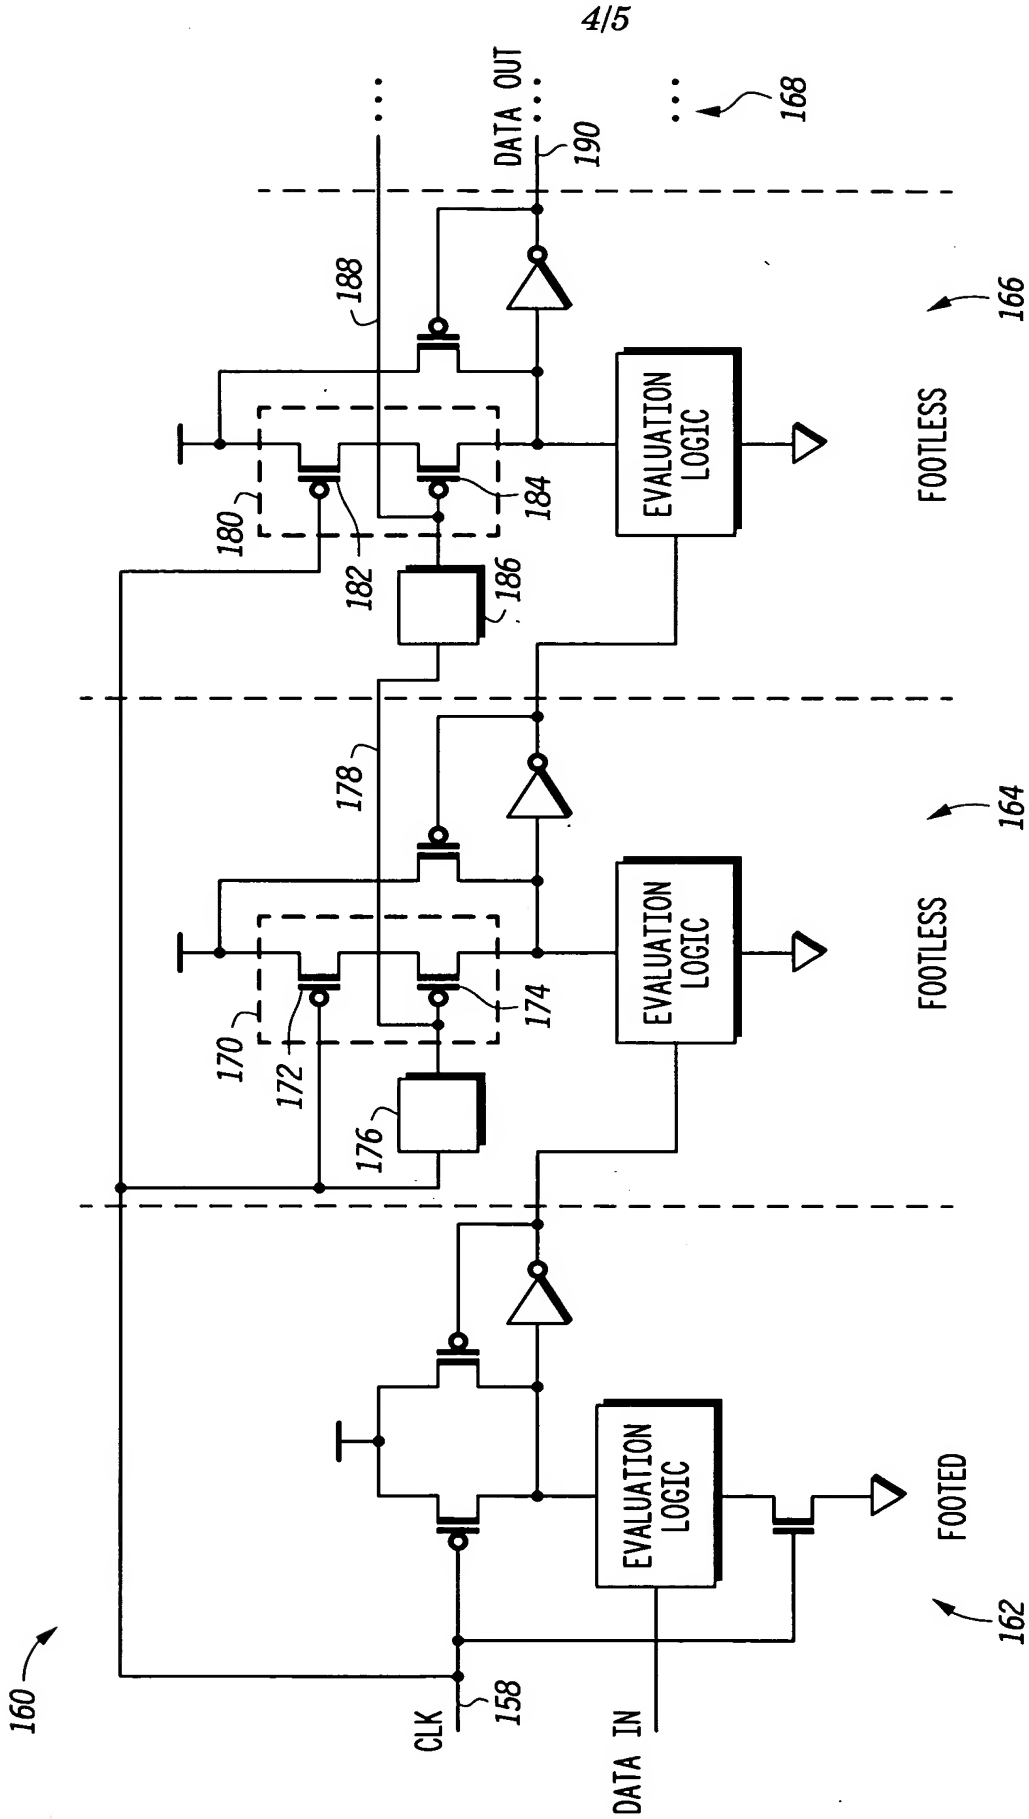 4/5
160
CLK
158
DATA IN
EVALUATION
LOGIC
FOOTED
162
170
172
174
176
178
EVALUATION
LOGIC
FOOTLESS
164
180
182
184
186
188
EVALUATION
LOGIC
FOOTLESS
166
DATA OUT
190
168